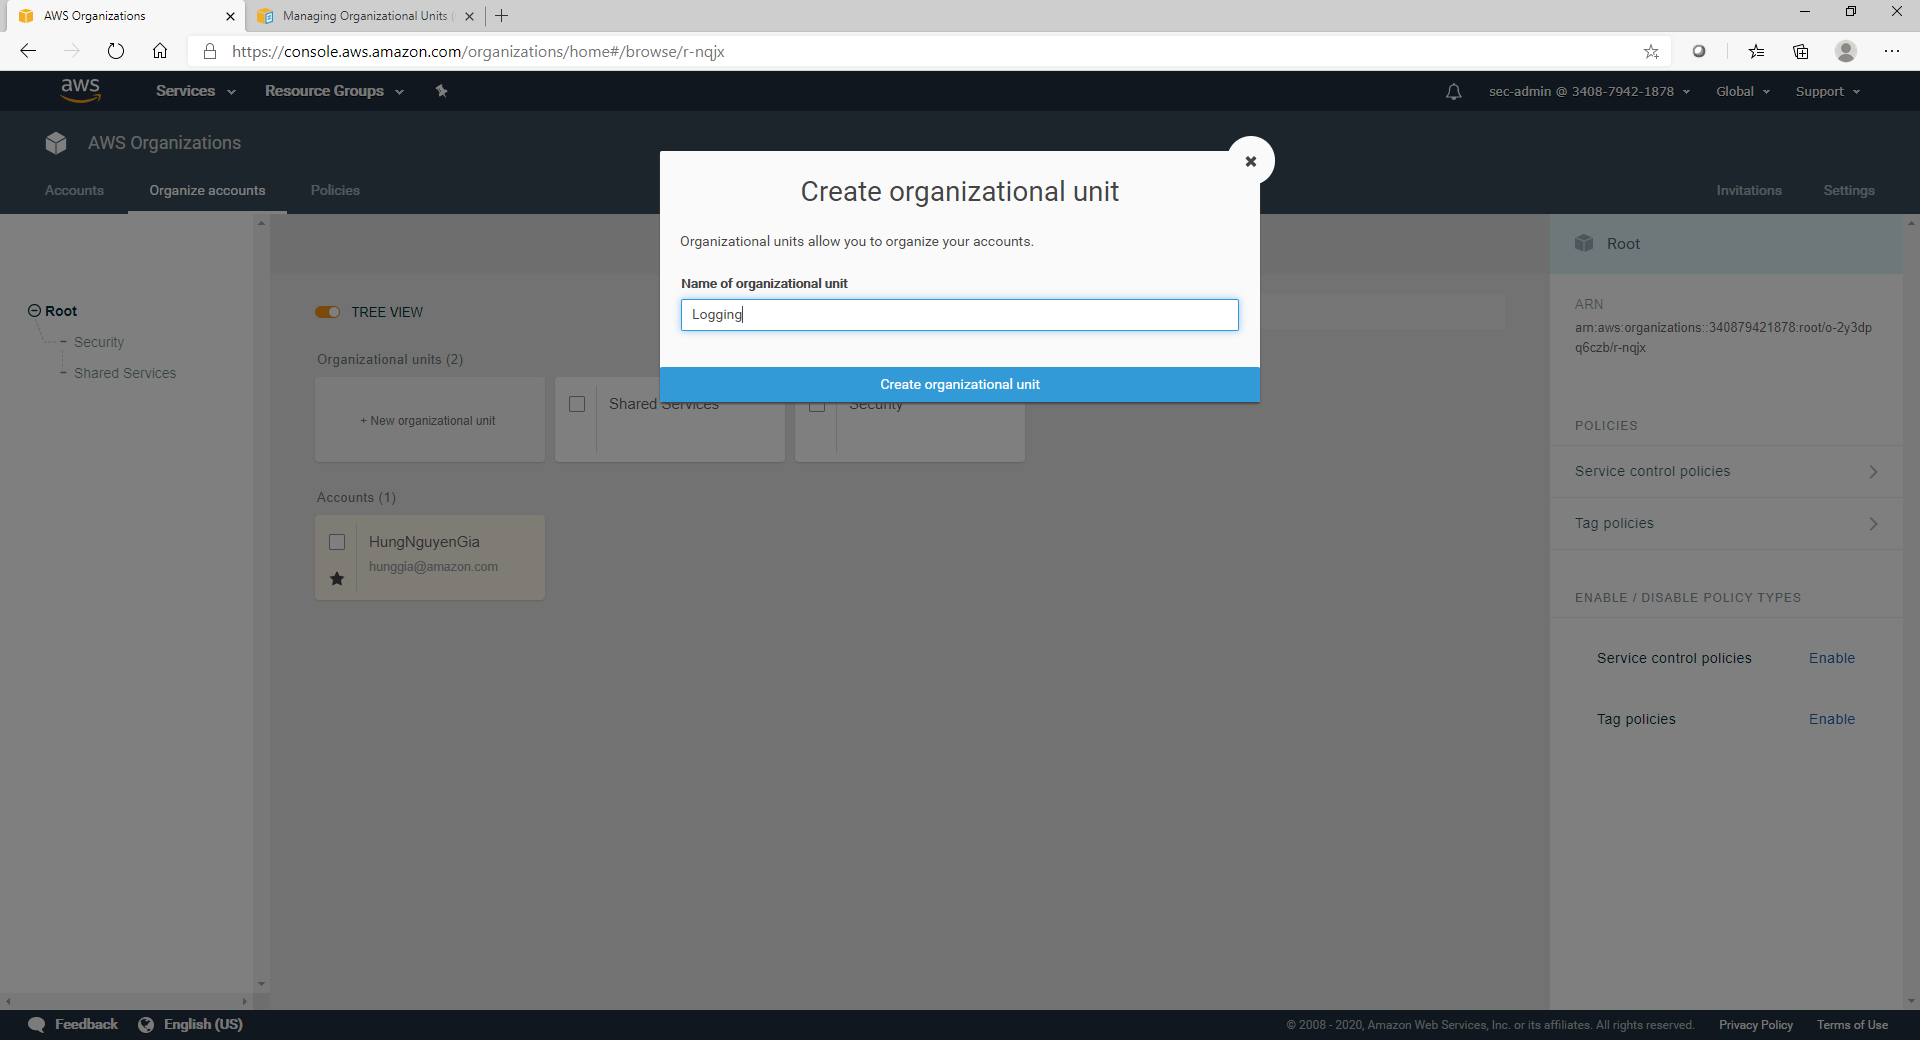 AWS Organizations
Managing Organizational Units (
https://console.aws.amazon.com/organizations/home#/browse/r-nqjx
aws
Services
Resource Groups
sec-admin @ 3408-7942-1878
Global
Support
AWS Organizations
Accounts
Organize accounts
Policies
Invitations
Settings
Create organizational unit
Organizational units allow you to organize your accounts.
Name of organizational unit
Logging
Create organizational unit
Root
Security
Shared Services
TREE VIEW
Organizational units (2)
+ New organizational unit
Shared Services
Security
Accounts (1)
HungNguyenGia
hunggia@amazon.com
Root
ARN
arn:aws:organizations::340879421878:root/o-2y3dp
q6czb/r-nqjx
POLICIES
Service control policies
Tag policies
ENABLE / DISABLE POLICY TYPES
Service control policies Enable
Tag policies Enable
Feedback
English (US)
© 2008 - 2020, Amazon Web Services, Inc. or its affiliates. All rights reserved.
Privacy Policy
Terms of Use